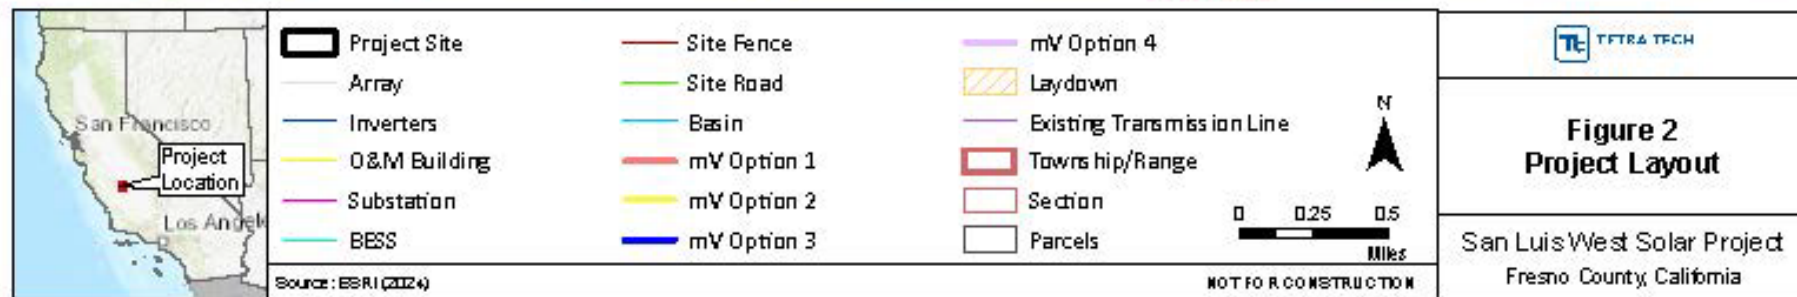 San Francisco
Project
Location
Los Angele
Project Site
Array
Inverters
O&M Building
Substation
BESS
Site Fence
Site Road
Basin
mV Option 1
mV Option 2
mV Option 3
mV Option 4
Laydown
Existing Transmission Line
Township/Range
Section
Parcels
N
0 0.25 0.5
Miles
Source: ESRI (2024)
NOT FOR CONSTRUCTION
TETRA TECH
Figure 2
Project Layout
San Luis West Solar Project
Fresno County, California